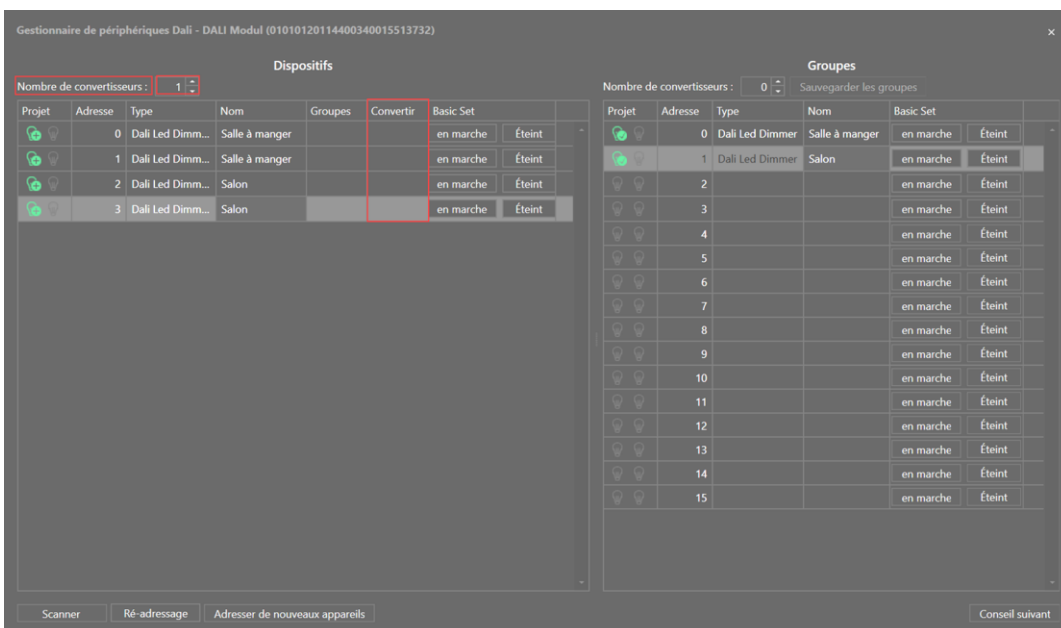 Gestionnaire de périphériques Dali - DALI Modul (01010120114400340015513732) ×
Dispositifs
Nombre de convertisseurs : 1
Projet Adresse Type Nom Groupes Convertir Basic Set
0 Dali Led Dimm... Salle à manger en marche Éteint
1 Dali Led Dimm... Salle à manger en marche Éteint
2 Dali Led Dimm... Salon en marche Éteint
3 Dali Led Dimm... Salon en marche Éteint
Groupes
Nombre de convertisseurs : 0 Sauvegarder les groupes
Projet Adresse Type Nom Basic Set
0 Dali Led Dimmer Salle à manger en marche Éteint
1 Dali Led Dimmer Salon en marche Éteint
2 en marche Éteint
3 en marche Éteint
4 en marche Éteint
5 en marche Éteint
6 en marche Éteint
7 en marche Éteint
8 en marche Éteint
9 en marche Éteint
10 en marche Éteint
11 en marche Éteint
12 en marche Éteint
13 en marche Éteint
14 en marche Éteint
15 en marche Éteint
Scanner Ré-adressage Adresser de nouveaux appareils Conseil suivant